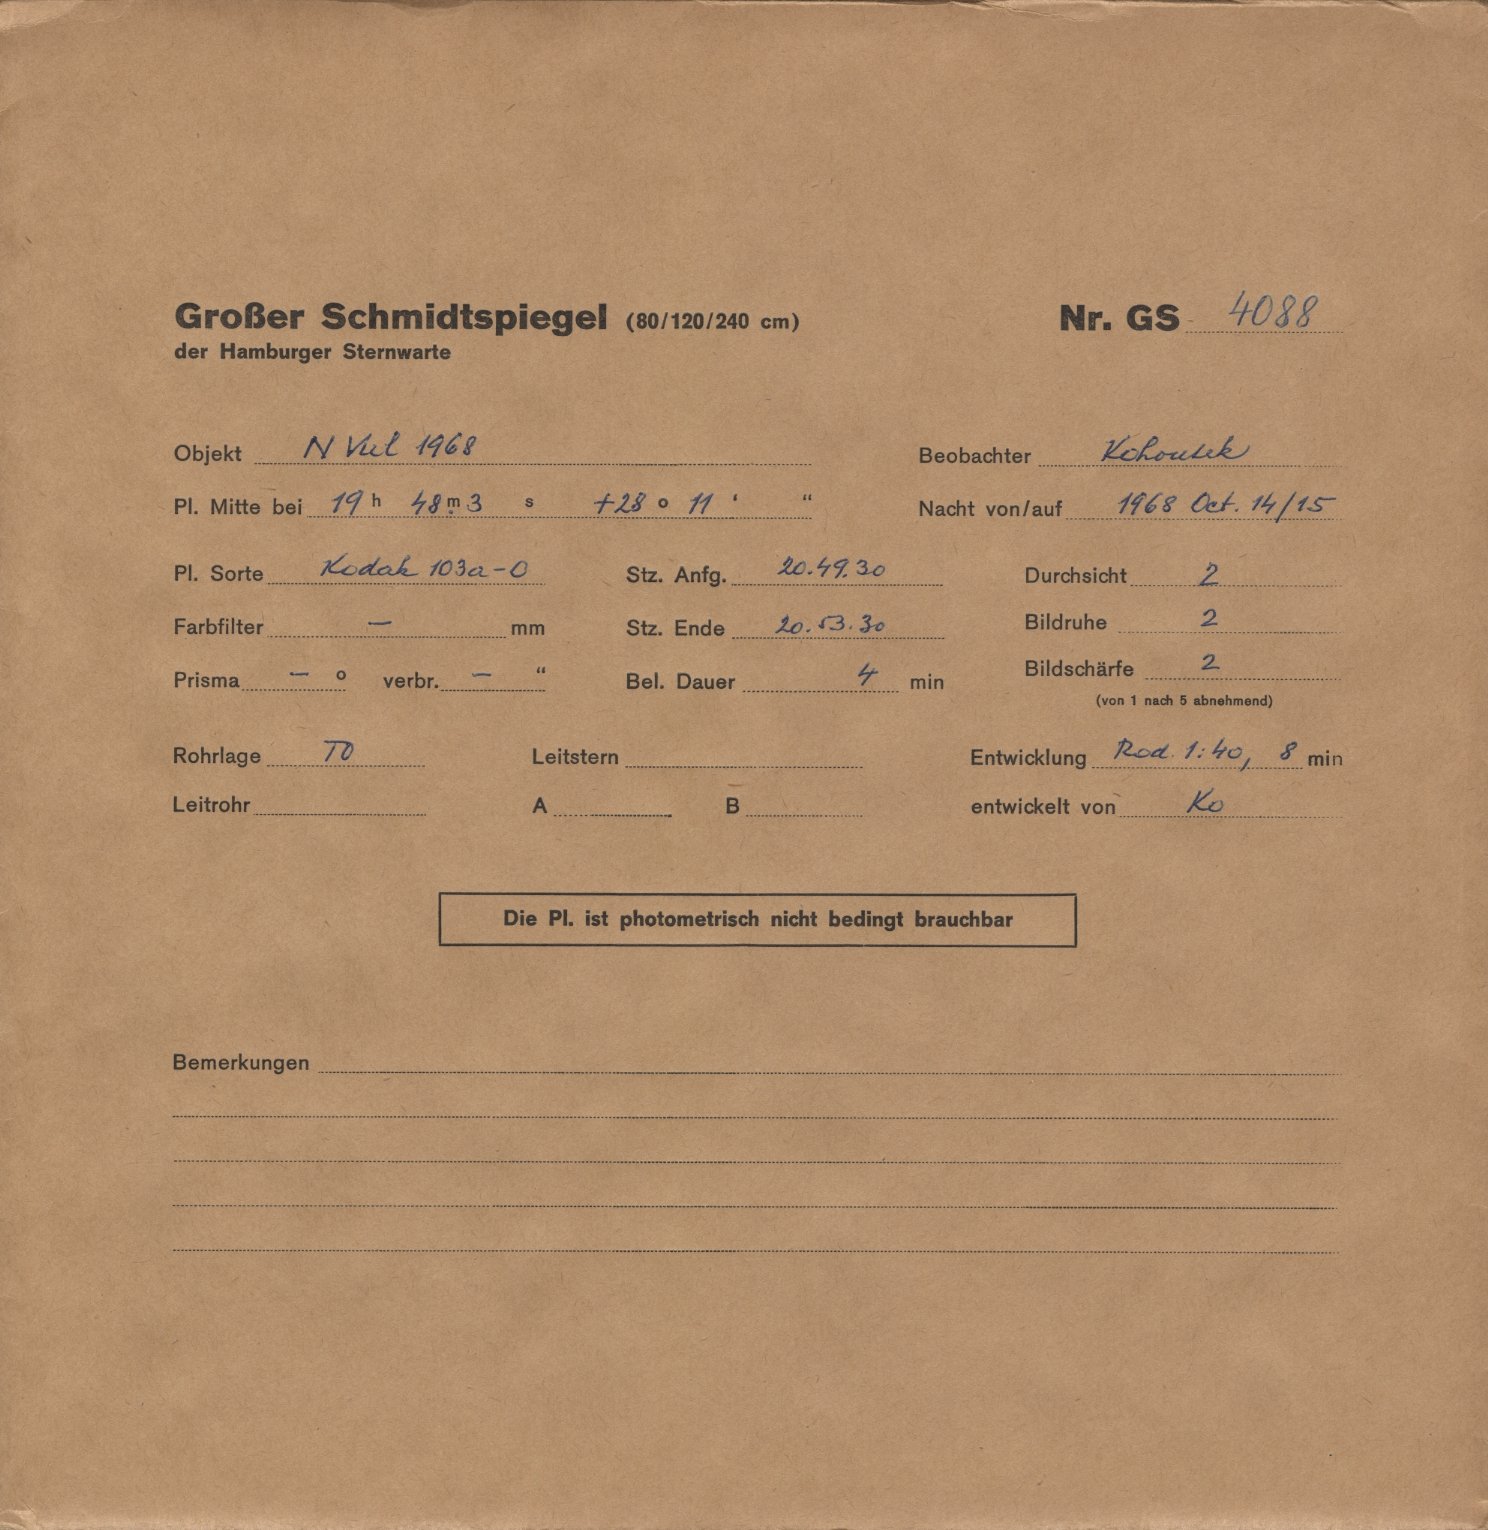 Großer Schmidtspiegel (80/120/240 cm) Nr. GS 4088
der Hamburger Sternwarte
Objekt N Vul 1968 Beobachter Kohoutek
Pl. Mitte bei 19 h 48 m. 3 s +28 o 11 ‘ “ Nacht von/auf 1968 Oct. 14/15
Pl. Sorte Kodak 103a-O Stz. Anfg. 20.49.30 Durchsicht 2
Farbfilter — mm Stz. Ende 20.53.30 Bildruhe 2
Prisma — o verbr. — “ Bel. Dauer 4 min Bildschärfe 2
(von 1 nach 5 abnehmend)
Rohrlage TO Leitstern Entwicklung Rod. 1:40, 8 min
Leitrohr A B entwickelt von Ko
Die Pl. ist photometrisch nicht bedingt brauchbar
Bemerkungen